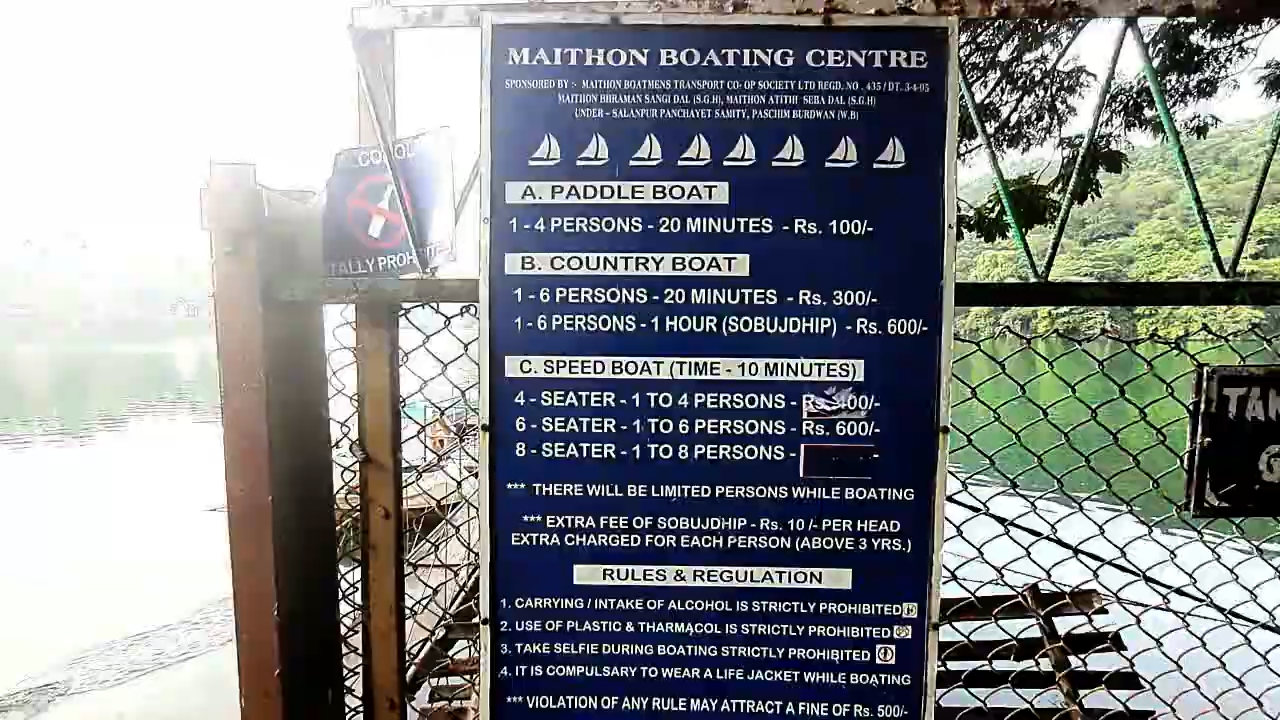 MAITHON BOATING CENTRE
SPONSORED BY :- MAITHON BOATMENS TRANSPORT CO- OP SOCIETY LTD REGD. NO . 435 / DT. 3-4-95
MAITHON BHRAMAN SANGI DAL (S.G.H), MAITHON ATITHI SEBA DAL (S.G.H)
UNDER - SALANPUR PANCHAYET SAMITY, PASCHIM BURDWAN (W.B)
A. PADDLE BOAT
1 - 4 PERSONS - 20 MINUTES - Rs. 100/-
B. COUNTRY BOAT
1 - 6 PERSONS - 20 MINUTES - Rs. 300/-
1 - 6 PERSONS - 1 HOUR (SOBUJDHIP) - Rs. 600/-
C. SPEED BOAT (TIME - 10 MINUTES)
4 - SEATER - 1 TO 4 PERSONS - Rs.
6 - SEATER - 1 TO 6 PERSONS - Rs. 600/-
8 - SEATER - 1 TO 8 PERSONS -
*** THERE WILL BE LIMITED PERSONS WHILE BOATING
*** EXTRA FEE OF SOBUJDHIP - Rs. 10 /- PER HEAD
EXTRA CHARGED FOR EACH PERSON (ABOVE 3 YRS.)
RULES & REGULATION
1. CARRYING / INTAKE OF ALCOHOL IS STRICTLY PROHIBITED
2. USE OF PLASTIC & THARMACOL IS STRICTLY PROHIBITED
3. TAKE SELFIE DURING BOATING STRICTLY PROHIBITED
4. IT IS COMPULSARY TO WEAR A LIFE JACKET WHILE BOATING
*** VIOLATION OF ANY RULE MAY ATTRACT A FINE OF Rs. 500/-